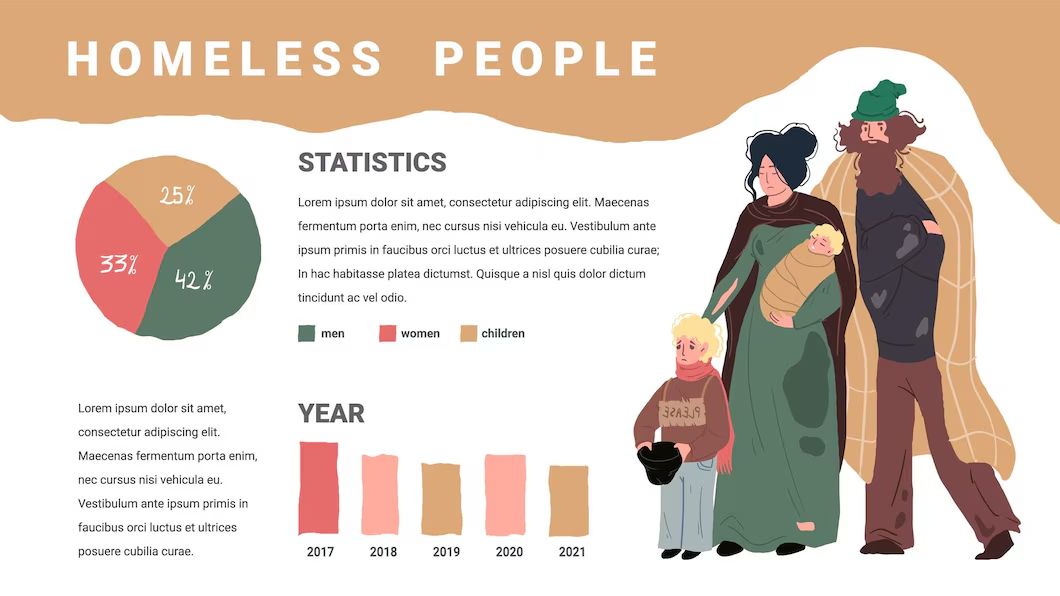 HOMELESS PEOPLE
25%
33%
42%
STATISTICS
Lorem ipsum dolor sit amet, consectetur adipiscing elit. Maecenas
fermentum porta enim, nec cursus nisi vehicula eu. Vestibulum ante
ipsum primis in faucibus orci luctus et ultrices posuere cubilia curae;
In hac habitasse platea dictumst. Quisque a nisl quis dolor dictum
tincidunt ac vel odio.
men women children
Lorem ipsum dolor sit amet,
consectetur adipiscing elit.
Maecenas fermentum porta enim,
nec cursus nisi vehicula eu.
Vestibulum ante ipsum primis in
faucibus orci luctus et ultrices
posuere cubilia curae.
YEAR
2017 2018 2019 2020 2021
PLEASE